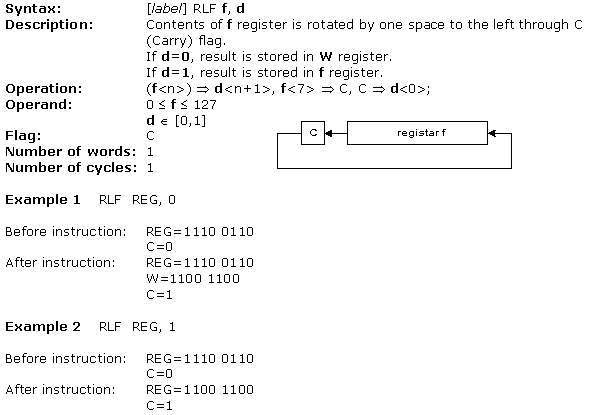 Syntax: [label] RLF f, d
Description: Contents of f register is rotated by one space to the left through C
(Carry) flag.
If d=0, result is stored in W register.
If d=1, result is stored in f register.
Operation: (f<n>) ⇒ d<n+1>, f<7> ⇒ C, C ⇒ d<0>;
Operand: 0 ≤ f ≤ 127
d ∈ [0,1]
Flag: C
Number of words: 1
Number of cycles: 1
C
registar f
Example 1 RLF REG, 0
Before instruction: REG=1110 0110
C=0
After instruction: REG=1110 0110
W=1100 1100
C=1
Example 2 RLF REG, 1
Before instruction: REG=1110 0110
C=0
After instruction: REG=1100 1100
C=1